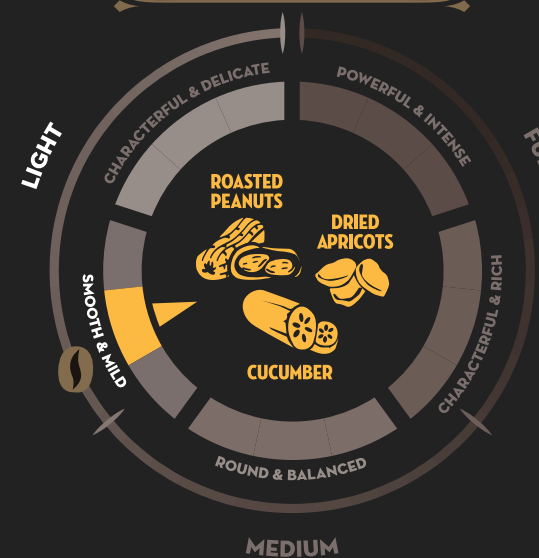 CHARACTERFUL & DELICATE
POWERFUL & INTENSE
LIGHT
ROASTED
PEANUTS
DRIED
APRICOTS
SMOOTH & MILD
CHARACTERFUL & RICH
CUCUMBER
ROUND & BALANCED
MEDIUM